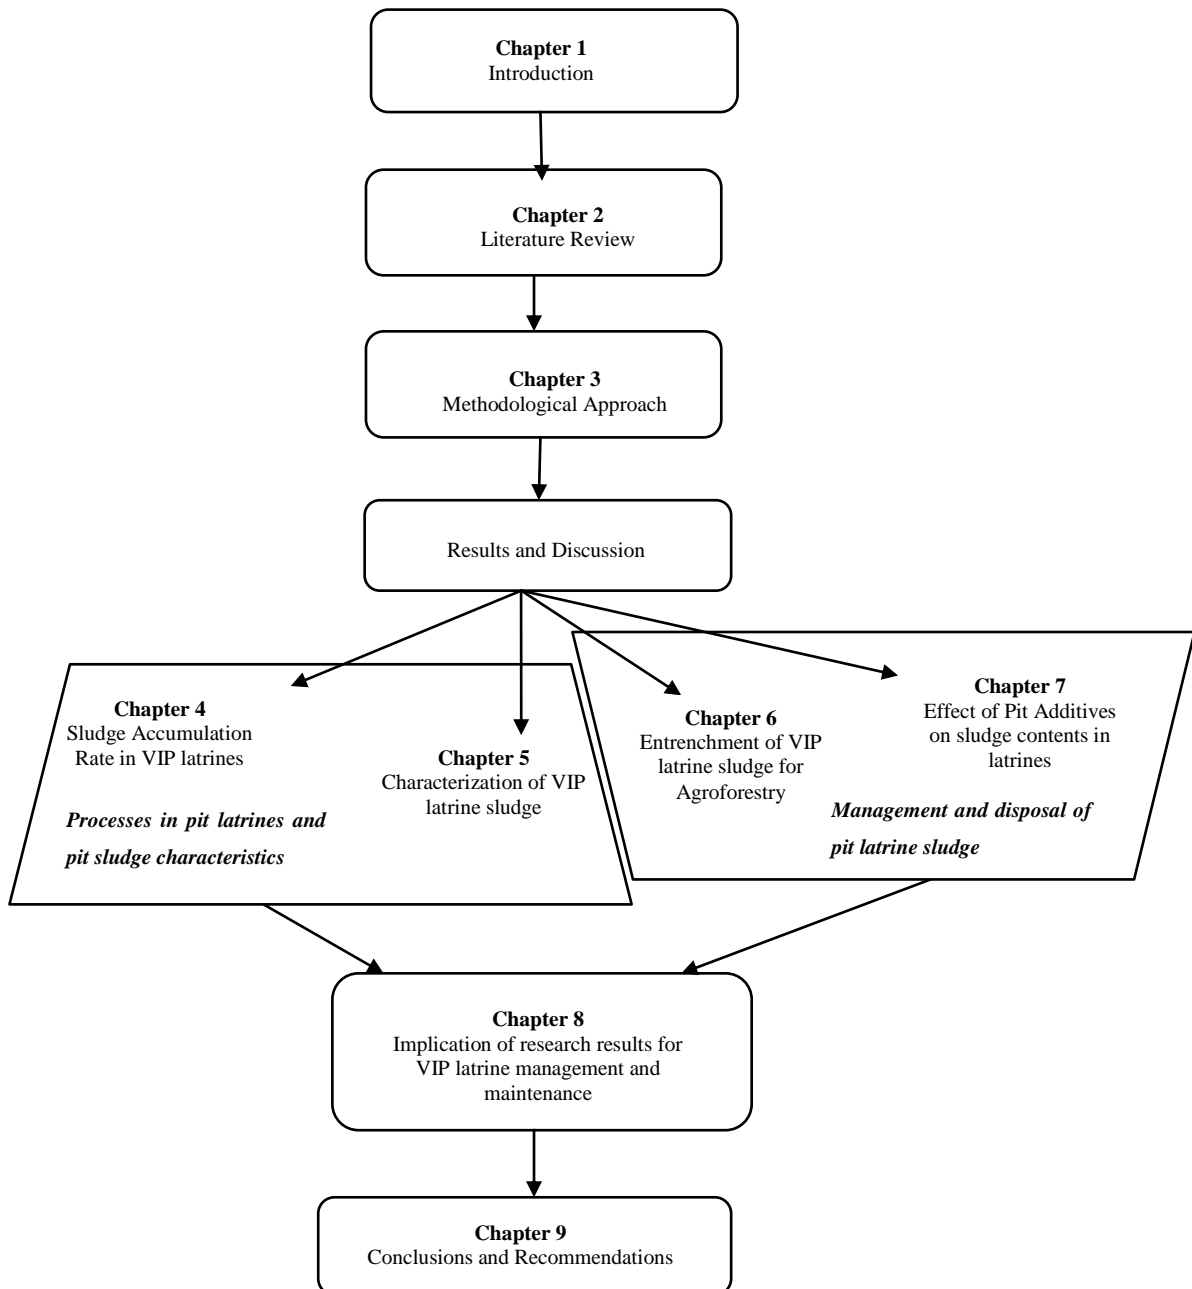 Chapter 1
Introduction
Chapter 2
Literature Review
Chapter 3
Methodological Approach
Results and Discussion
Chapter 4
Sludge Accumulation
Rate in VIP latrines
Processes in pit latrines and
pit sludge characteristics
Chapter 5
Characterization of VIP
latrine sludge
Chapter 6
Entrenchment of VIP
latrine sludge for
Agroforestry
Chapter 7
Effect of Pit Additives
on sludge contents in
latrines
Management and disposal of
pit latrine sludge
Chapter 8
Implication of research results for
VIP latrine management and
maintenance
Chapter 9
Conclusions and Recommendations